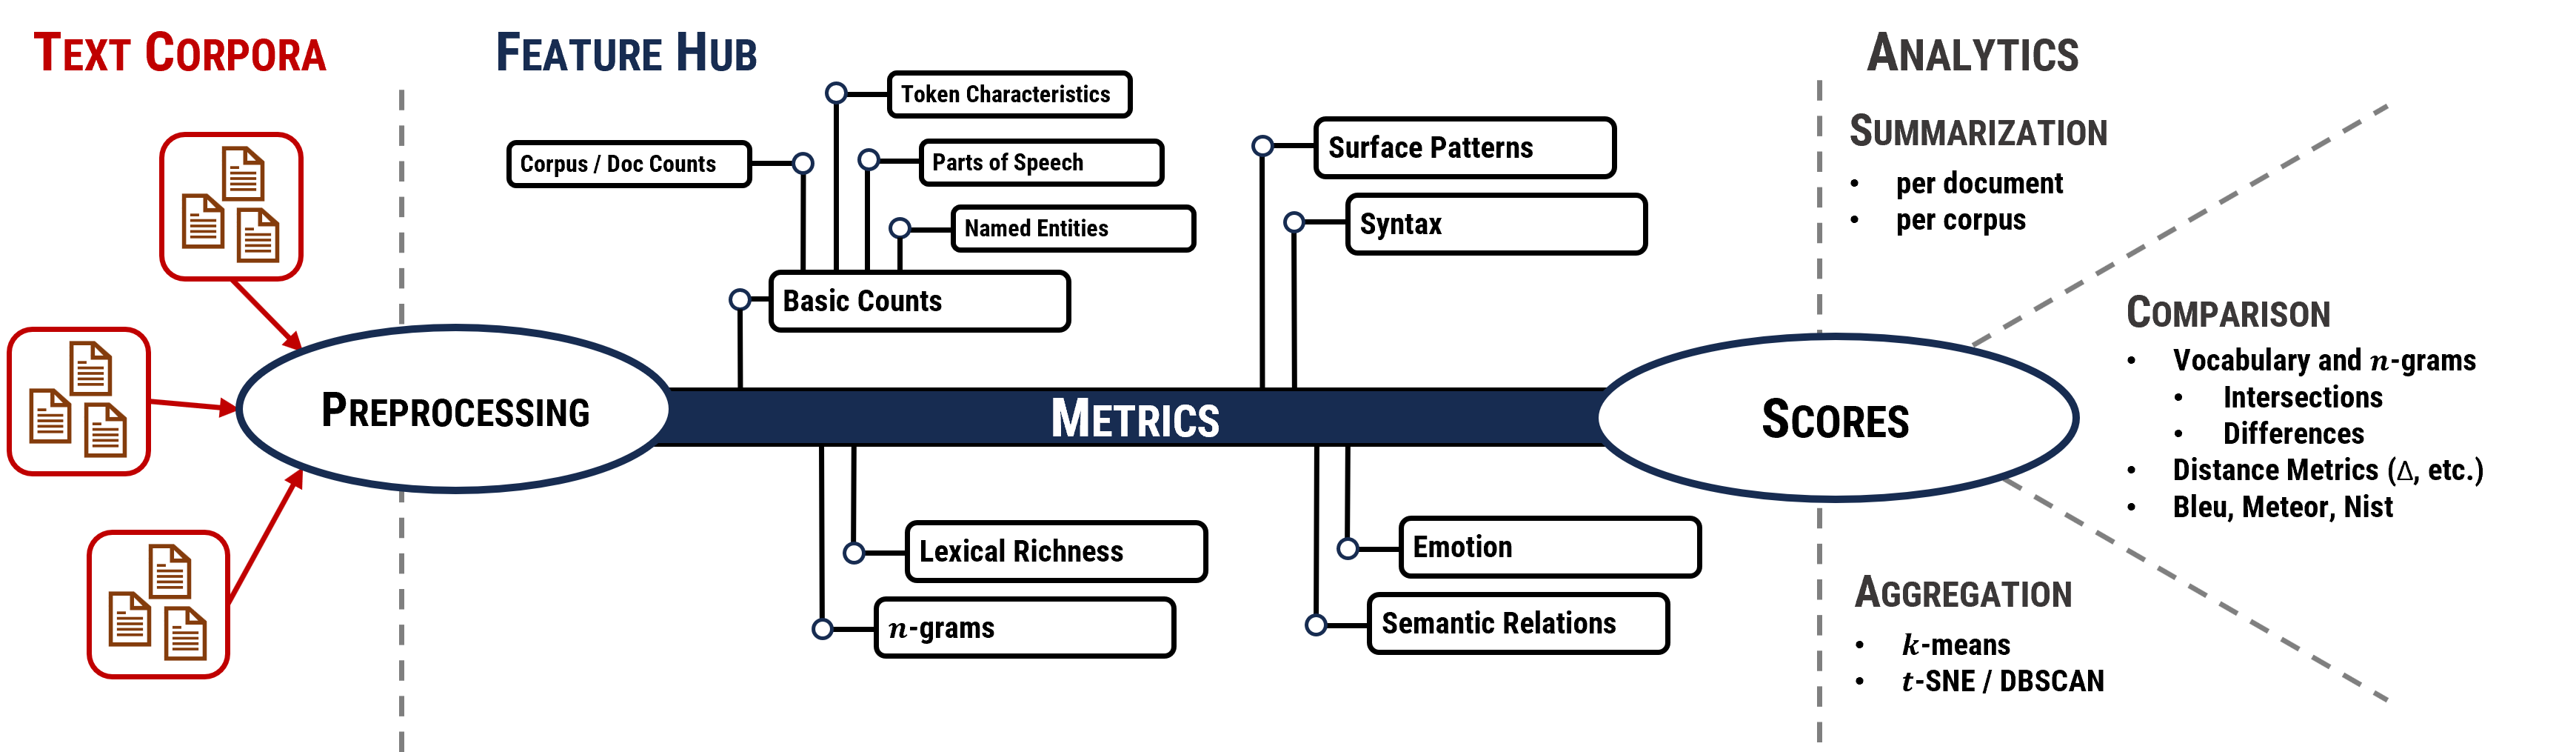 TEXT CORPORA
FEATURE HUB
ANALYTICS
Token Characteristics
Corpus / Doc Counts
Parts of Speech
Named Entities
Basic Counts
Surface Patterns
Syntax
PREPROCESSING
METRICS
SCORES
Lexical Richness
n-grams
Emotion
Semantic Relations
SUMMARIZATION
• per document
• per corpus
COMPARISON
• Vocabulary and n-grams
• Intersections
• Differences
• Distance Metrics (Δ, etc.)
• Bleu, Meteor, Nist
AGGREGATION
• k-means
• t-SNE / DBSCAN